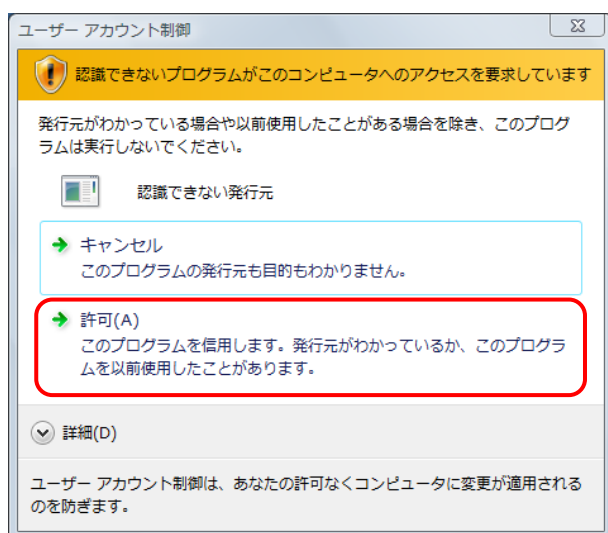 ユーザー アカウント制御
認識できないプログラムがこのコンピュータへのアクセスを要求しています
発行元がわかっている場合や以前使用したことがある場合を除き、このプログ
ラムは実行しないでください。
認識できない発行元
キャンセル
このプログラムの発行元も目的もわかりません。
許可(A)
このプログラムを信用します。発行元がわかっているか、このプログラ
ムを以前使用したことがあります。
詳細(D)
ユーザー アカウント制御は、あなたの許可なくコンピュータに変更が適用される
のを防ぎます。